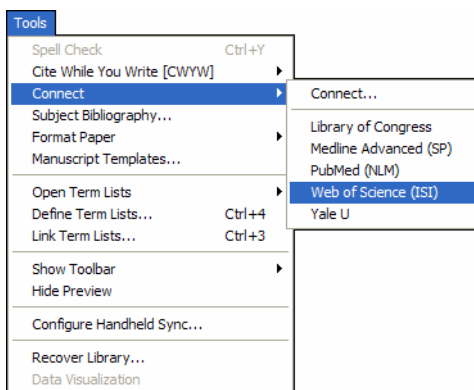 Tools
Spell Check Ctrl+Y
Cite While You Write [CWYW]
Connect
Subject Bibliography...
Format Paper
Manuscript Templates...
Open Term Lists
Define Term Lists... Ctrl+4
Link Term Lists... Ctrl+3
Show Toolbar
Hide Preview
Configure Handheld Sync...
Recover Library...
Data Visualization
Connect...
Library of Congress
Medline Advanced (SP)
PubMed (NLM)
Web of Science (ISI)
Yale U